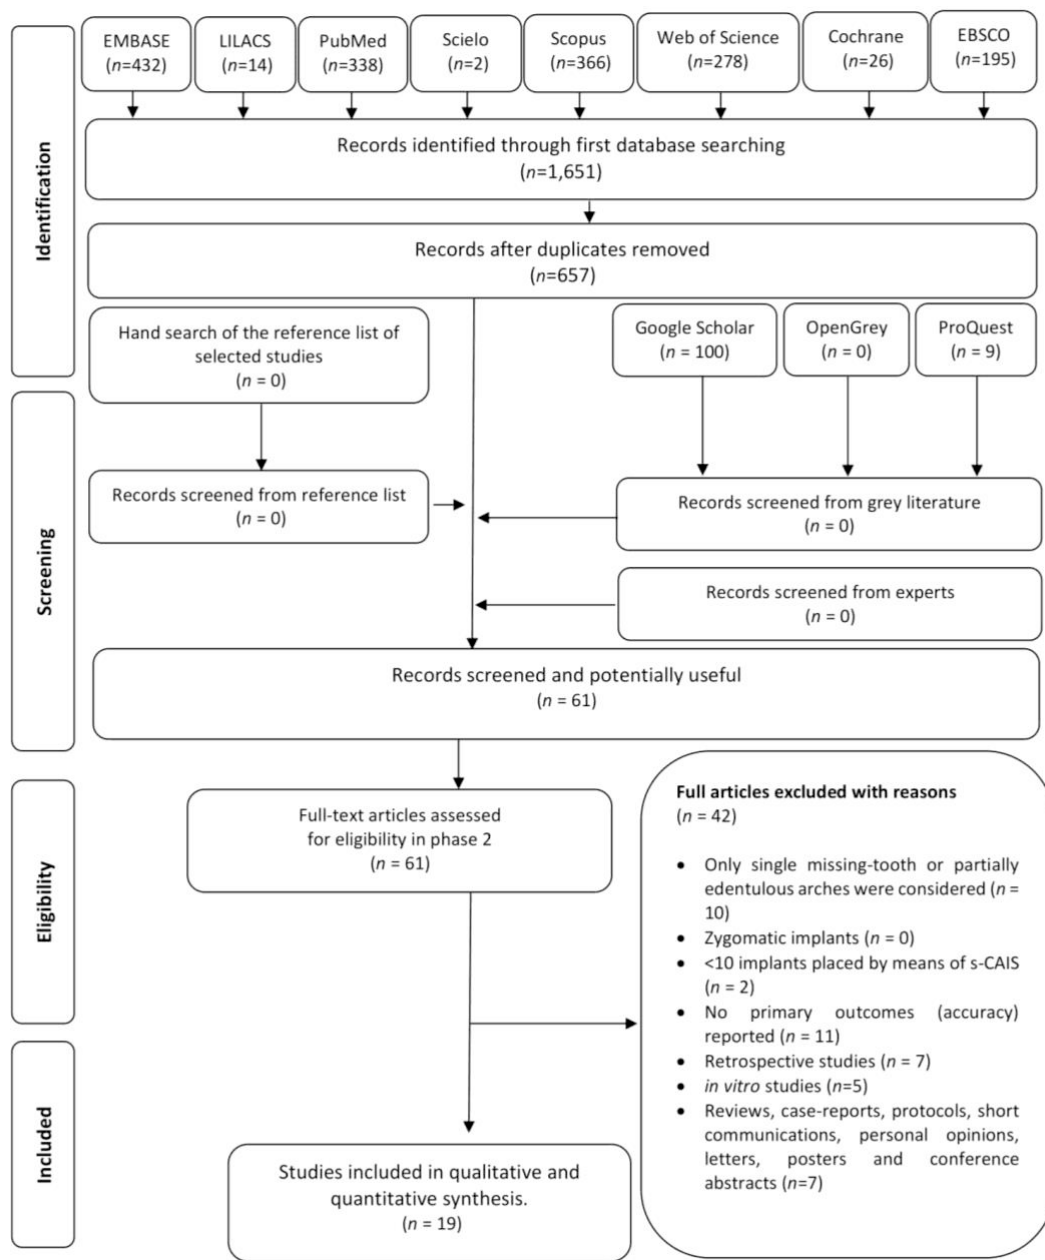 EMBASE
(n=432)
LILACS
(n=14)
PubMed
(n=338)
Scielo
(n=2)
Scopus
(n=366)
Web of Science
(n=278)
Cochrane
(n=26)
EBSCO
(n=195)
Identification
Records identified through first database searching
(n=1,651)
Records after duplicates removed
(n=657)
Hand search of the reference list of
selected studies
(n = 0)
Google Scholar
(n = 100)
OpenGrey
(n = 0)
ProQuest
(n = 9)
Screening
Records screened from reference list
(n = 0)
Records screened from grey literature
(n = 0)
Records screened from experts
(n = 0)
Records screened and potentially useful
(n = 61)
Eligibility
Full-text articles assessed
for eligibility in phase 2
(n = 61)
Full articles excluded with reasons
(n = 42)
• Only single missing-tooth or partially
edentulous arches were considered (n =
10)
• Zygomatic implants (n = 0)
• <10 implants placed by means of s-CAIS
(n = 2)
• No primary outcomes (accuracy)
reported (n = 11)
• Retrospective studies (n = 7)
• in vitro studies (n=5)
• Reviews, case-reports, protocols, short
communications, personal opinions,
letters, posters and conference
abstracts (n=7)
Included
Studies included in qualitative and
quantitative synthesis.
(n = 19)